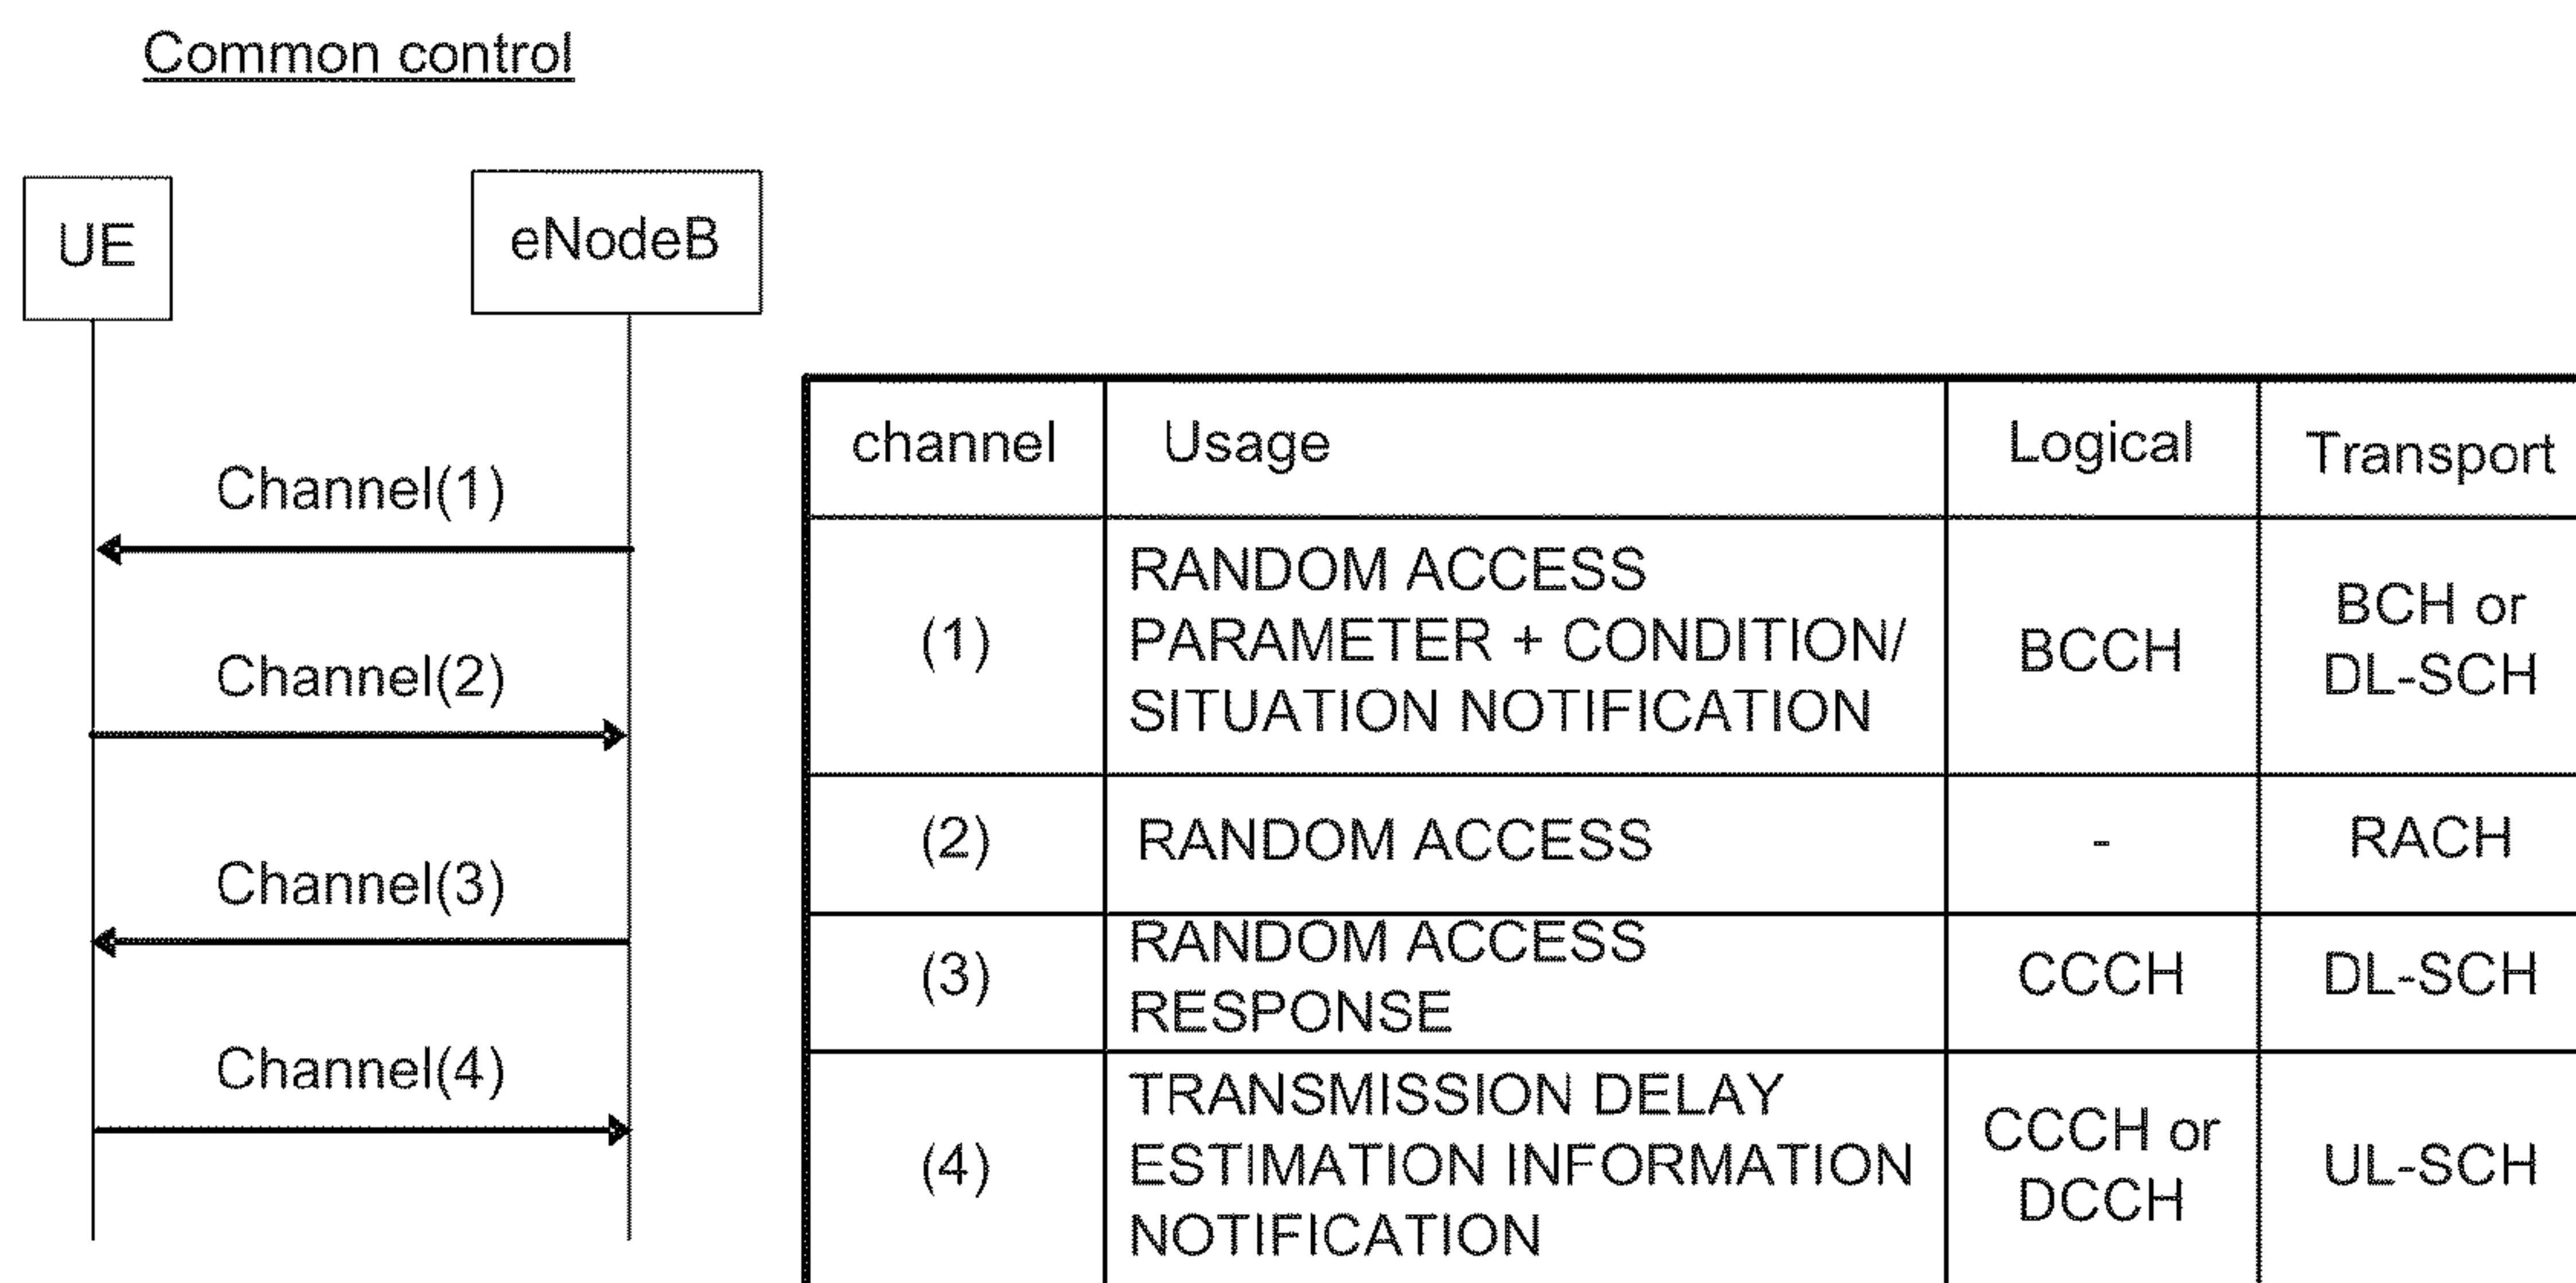 Common control
UE
eNodeB
Channel(1)
Channel(2)
Channel(3)
Channel(4)
channel
Usage
Logical
Transport
(1)
RANDOM ACCESS
PARAMETER + CONDITION/
SITUATION NOTIFICATION
BCCH
BCH or
DL-SCH
(2)
RANDOM ACCESS
-
RACH
(3)
RANDOM ACCESS
RESPONSE
CCCH
DL-SCH
(4)
TRANSMISSION DELAY
ESTIMATION INFORMATION
NOTIFICATION
CCCH or
DCCH
UL-SCH